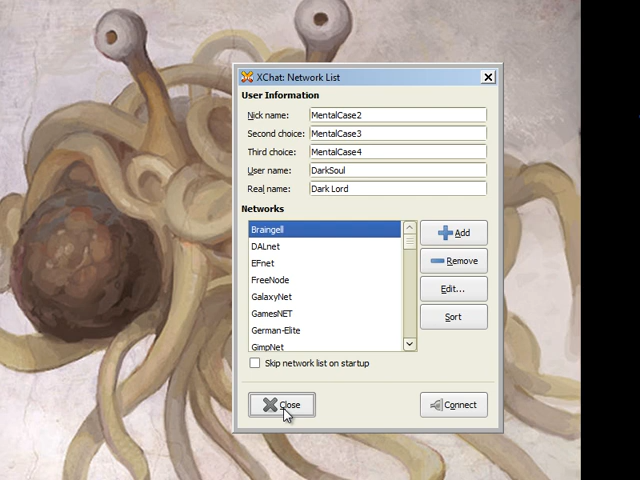 XChat: Network List
User Information
Nick name: MentalCase2
Second choice: MentalCase3
Third choice: MentalCase4
User name: DarkSoul
Real name: Dark Lord
Networks
Braingell
DALnet
EFnet
FreeNode
GalaxyNet
GamesNET
German-Elite
GimpNet
Add
Remove
Edit...
Sort
Skip network list on startup
Close
Connect